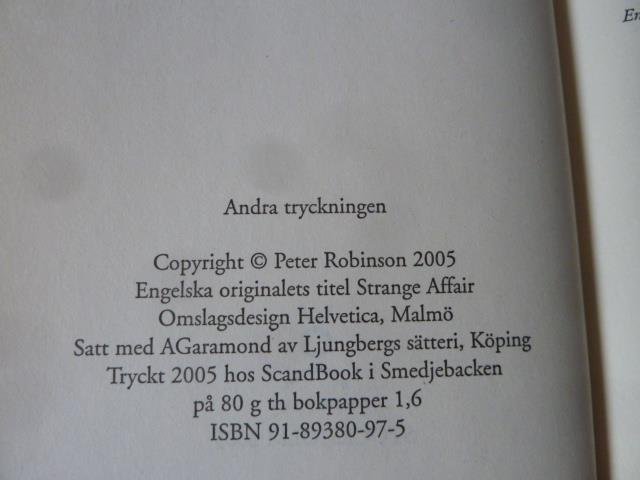 En
Andra tryckningen
Copyright © Peter Robinson 2005
Engelska originalets titel Strange Affair
Omslagsdesign Helvetica, Malmö
Satt med AGaramond av Ljungbergs sätteri, Köping
Tryckt 2005 hos ScandBook i Smedjebacken
på 80 g th bokpapper 1,6
ISBN 91-89380-97-5